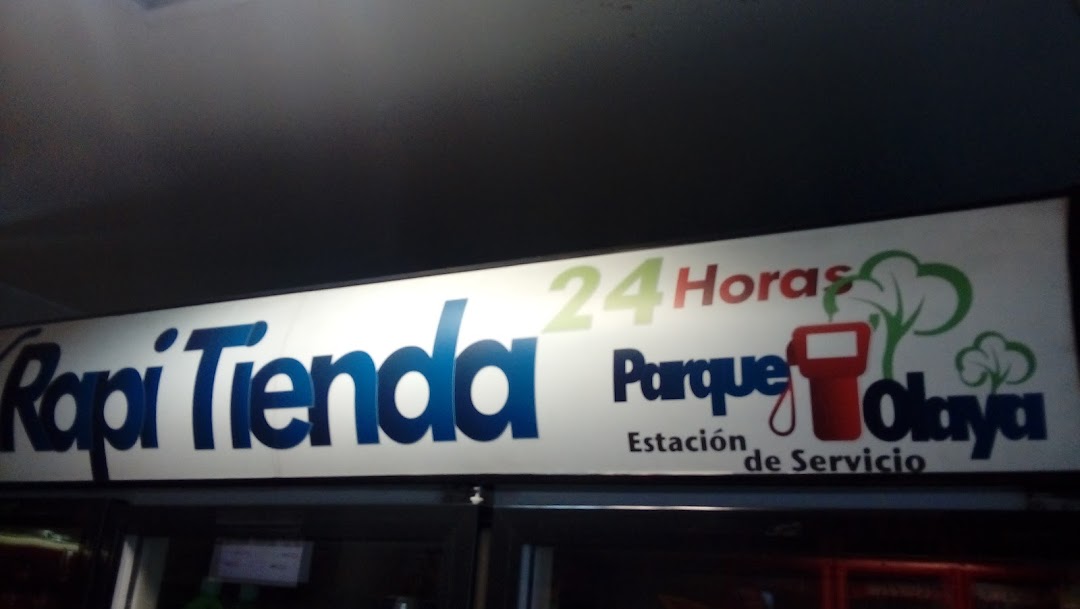 Rapi Tienda
24 Horas
Parque Olaya
Estación
de Servicio